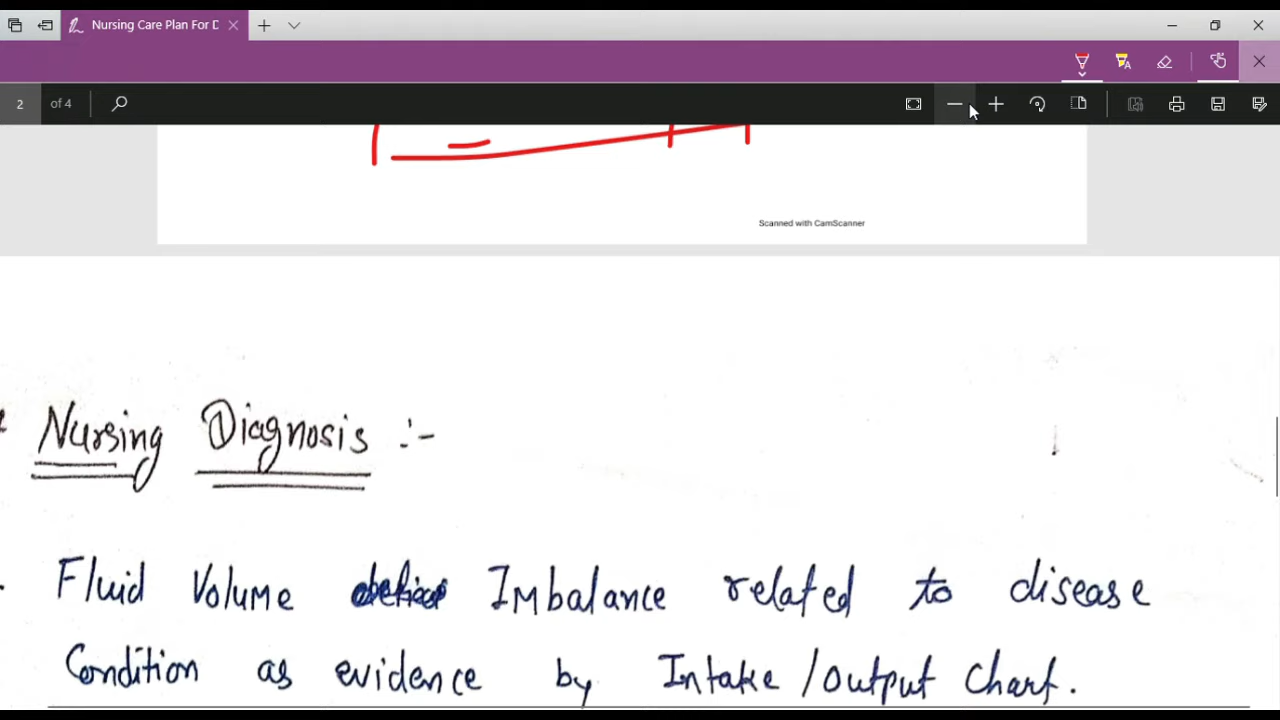 Nursing Care Plan For D
2 of 4
Scanned with CamScanner
Nursing Diagnosis :-
Fluid Volume Imbalance related to disease
Condition as evidence by Intake /output Chart.